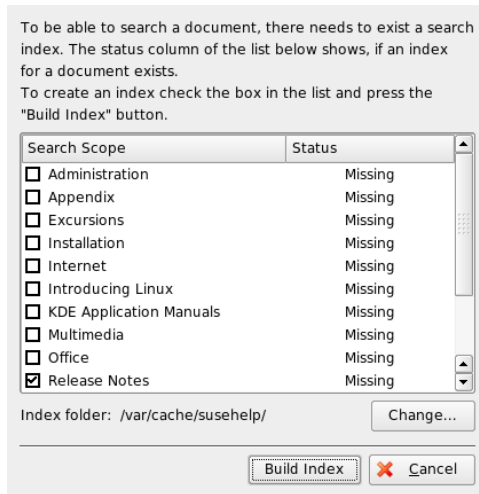 To be able to search a document, there needs to exist a search
index. The status column of the list below shows, if an index
for a document exists.
To create an index check the box in the list and press the
"Build Index" button.
Search Scope Status
Administration Missing
Appendix Missing
Excursions Missing
Installation Missing
Internet Missing
Introducing Linux Missing
KDE Application Manuals Missing
Multimedia Missing
Office Missing
Release Notes Missing
Index folder: /var/cache/susehelp/ Change...
Build Index Cancel